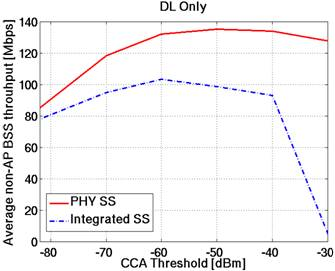 DL Only
Average non-AP BSS throuthput [Mbps]
140
120
100
80
60
40
20
0
PHY SS
Integrated SS
-80 -70 -60 -50 -40 -30
CCA Threshold [dBm]